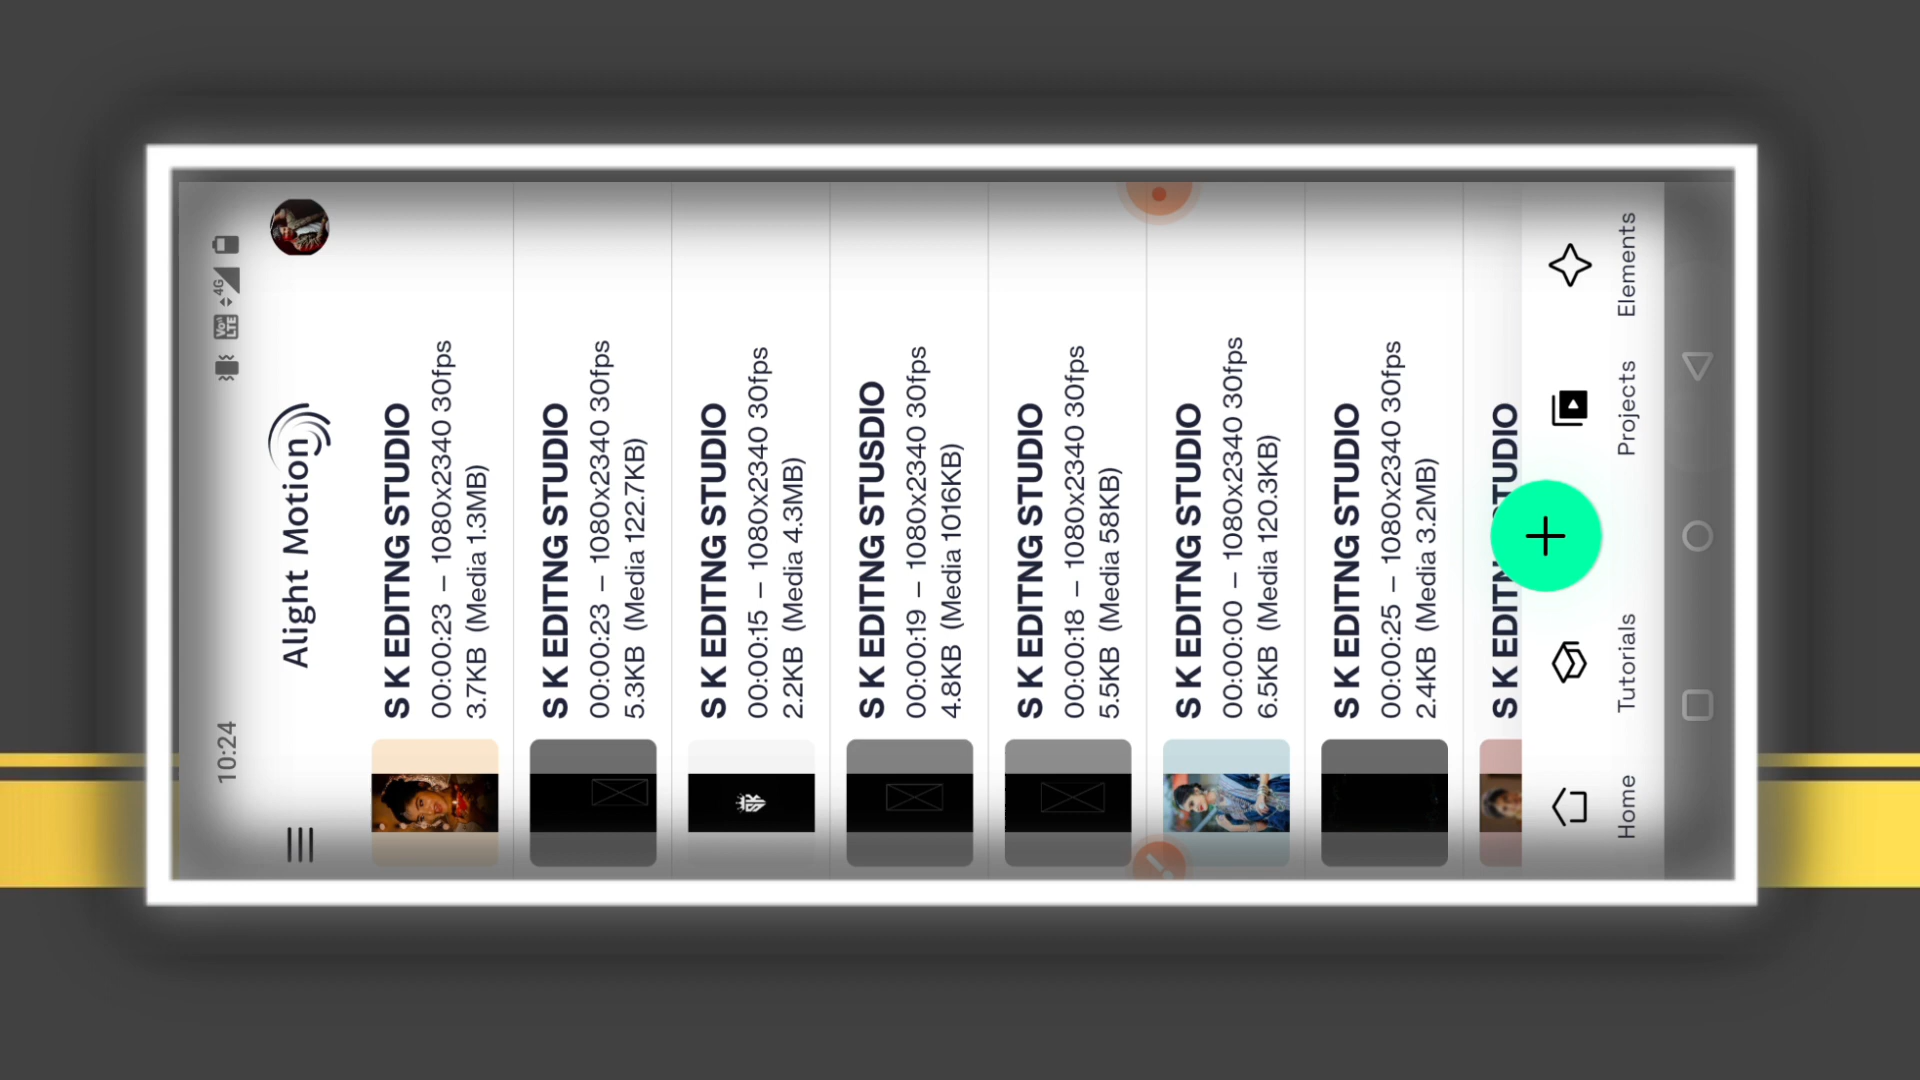 10:24
VoLTE 4G
Alight Motion
S K EDITNG STUDIO
00:00:23 – 1080x2340 30fps
3.7KB (Media 1.3MB)
S K EDITNG STUDIO
00:00:23 – 1080x2340 30fps
5.3KB (Media 122.7KB)
S K EDITNG STUDIO
00:00:15 – 1080x2340 30fps
2.2KB (Media 4.3MB)
S K EDITNG STUSDIO
00:00:19 – 1080x2340 30fps
4.8KB (Media 1016KB)
S K EDITNG STUDIO
00:00:18 – 1080x2340 30fps
5.5KB (Media 58KB)
S K EDITNG STUDIO
00:00:00 – 1080x2340 30fps
6.5KB (Media 120.3KB)
S K EDITNG STUDIO
00:00:25 – 1080x2340 30fps
2.4KB (Media 3.2MB)
S K EDITNG STUDIO
Home
Tutorials
Projects
Elements